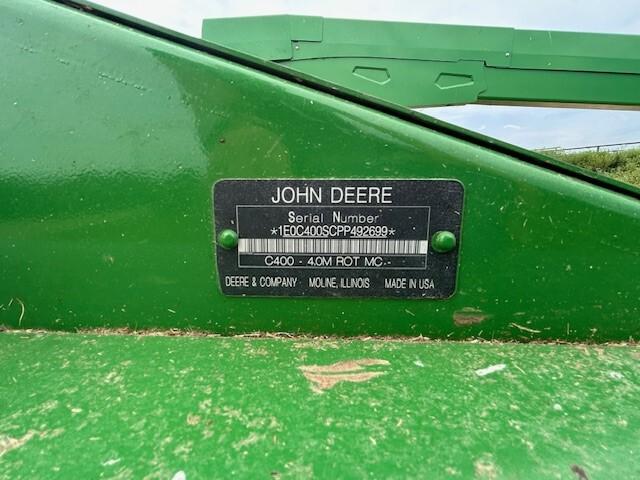 JOHN DEERE
Serial Number
*1E0C400SCPP492699*
C400 - 4.0M ROT MC.-
DEERE & COMPANY MOLINE, ILLINOIS MADE IN USA